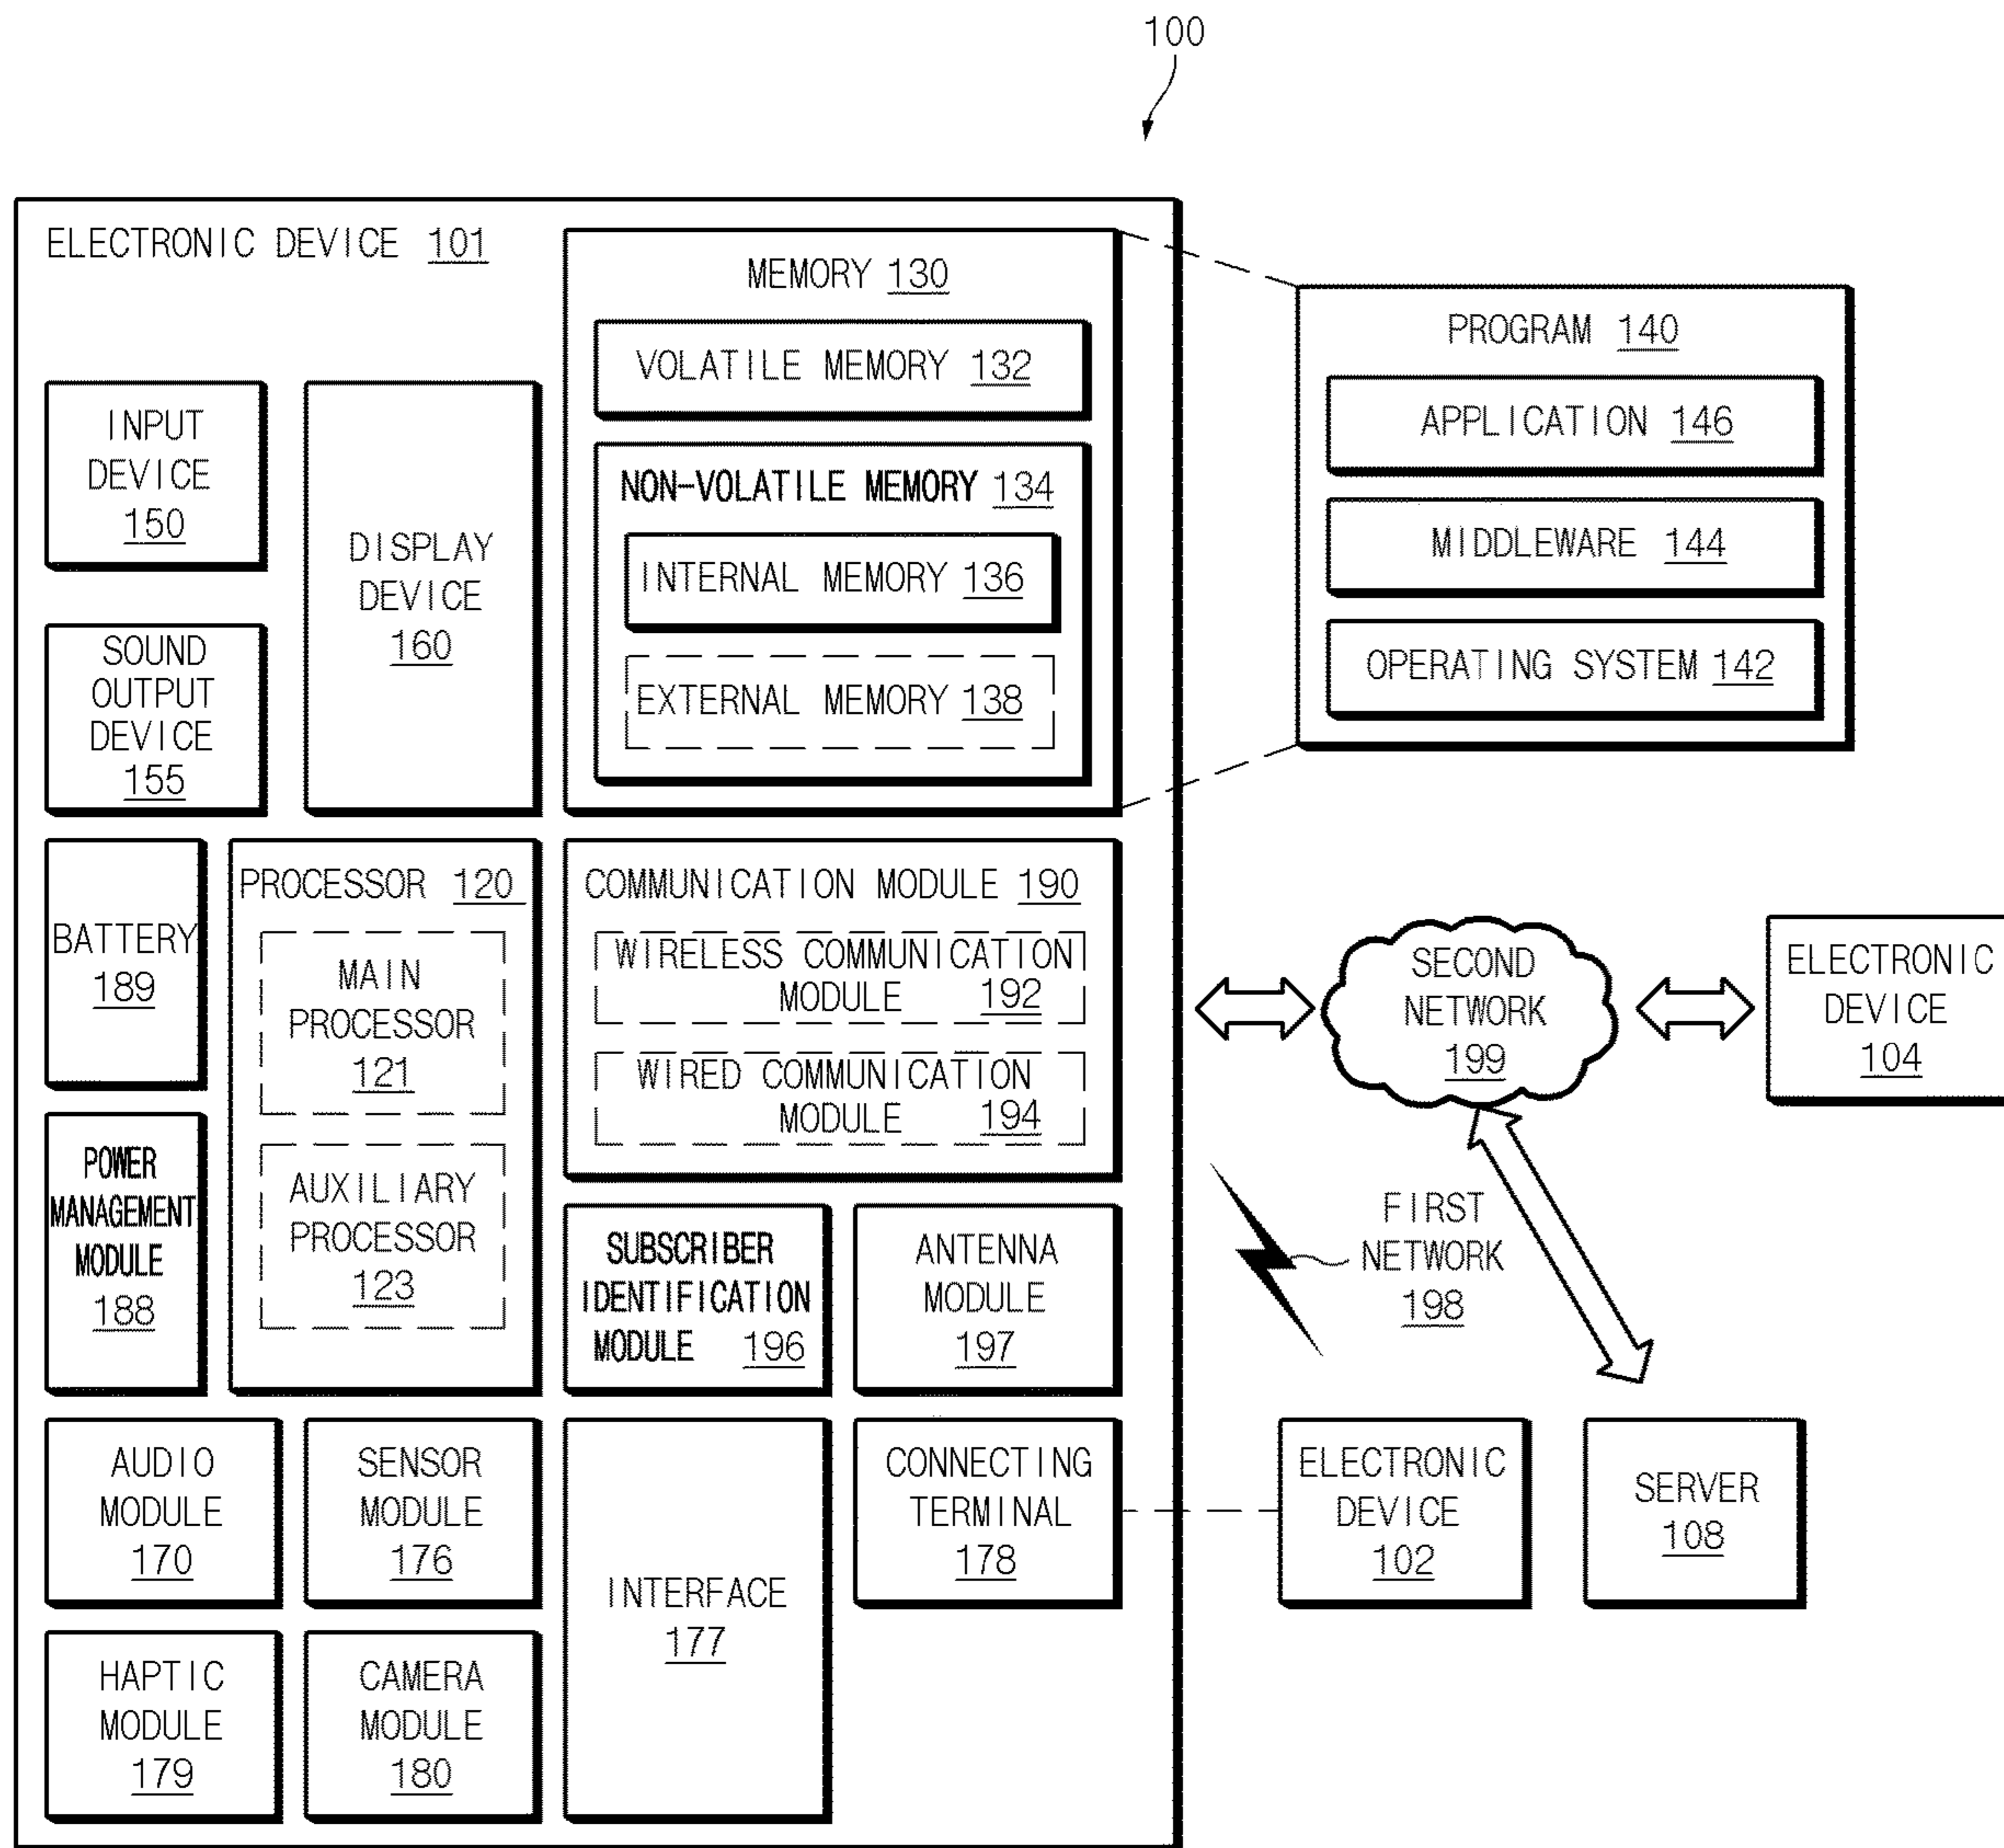 100
ELECTRONIC DEVICE 101
MEMORY 130
VOLATILE MEMORY 132
NON-VOLATILE MEMORY 134
INTERNAL MEMORY 136
EXTERNAL MEMORY 138
PROGRAM 140
APPLICATION 146
MIDDLEWARE 144
OPERATING SYSTEM 142
INPUT
DEVICE
150
DISPLAY
DEVICE
160
SOUND
OUTPUT
DEVICE
155
BATTERY
189
PROCESSOR 120
MAIN
PROCESSOR
121
AUXILIARY
PROCESSOR
123
COMMUNICATION MODULE 190
WIRELESS COMMUNICATION
MODULE 192
WIRED COMMUNICATION
MODULE 194
SECOND
NETWORK
199
ELECTRONIC
DEVICE
104
POWER
MANAGEMENT
MODULE
188
SUBSCRIBER
IDENTIFICATION
MODULE 196
ANTENNA
MODULE
197
FIRST
NETWORK
198
AUDIO
MODULE
170
SENSOR
MODULE
176
INTERFACE
177
CONNECTING
TERMINAL
178
ELECTRONIC
DEVICE
102
SERVER
108
HAPTIC
MODULE
179
CAMERA
MODULE
180